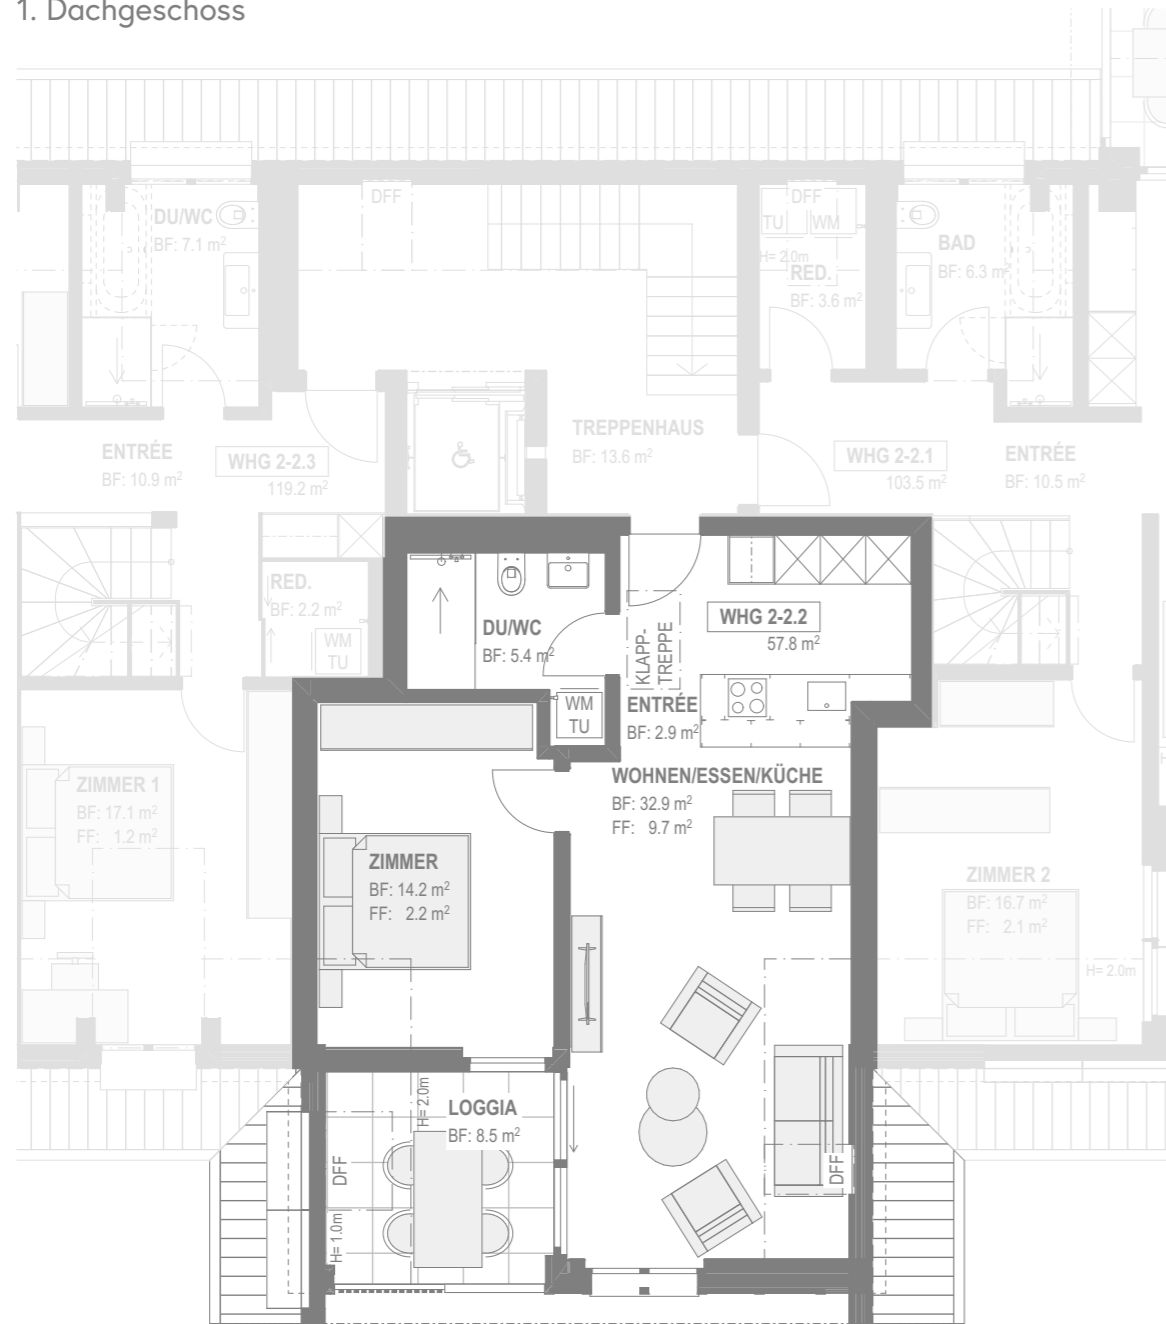 1. Dachgeschoss
DU/WC
BF: 7.1 m²
DFF
DFF
TU
WM
H= 2.0m
RED.
BF: 3.6 m²
BAD
BF: 6.3 m²
ENTRÉE
BF: 10.9 m²
WHG 2-2.3
119.2 m²
TREPPENHAUS
BF: 13.6 m²
WHG 2-2.1
103.5 m²
ENTRÉE
BF: 10.5 m²
RED.
BF: 2.2 m²
WM
TU
DU/WC
BF: 5.4 m²
KLAPP-
TREPPE
WHG 2-2.2
57.8 m²
WM
TU
ENTRÉE
BF: 2.9 m²
ZIMMER 1
BF: 17.1 m²
FF: 1.2 m²
WOHNEN/ESSEN/KÜCHE
BF: 32.9 m²
FF: 9.7 m²
ZIMMER
BF: 14.2 m²
FF: 2.2 m²
ZIMMER 2
BF: 16.7 m²
FF: 2.1 m²
H= 2.0m
LOGGIA
BF: 8.5 m²
H= 2.0m
DFF
H= 1.0m
DFF